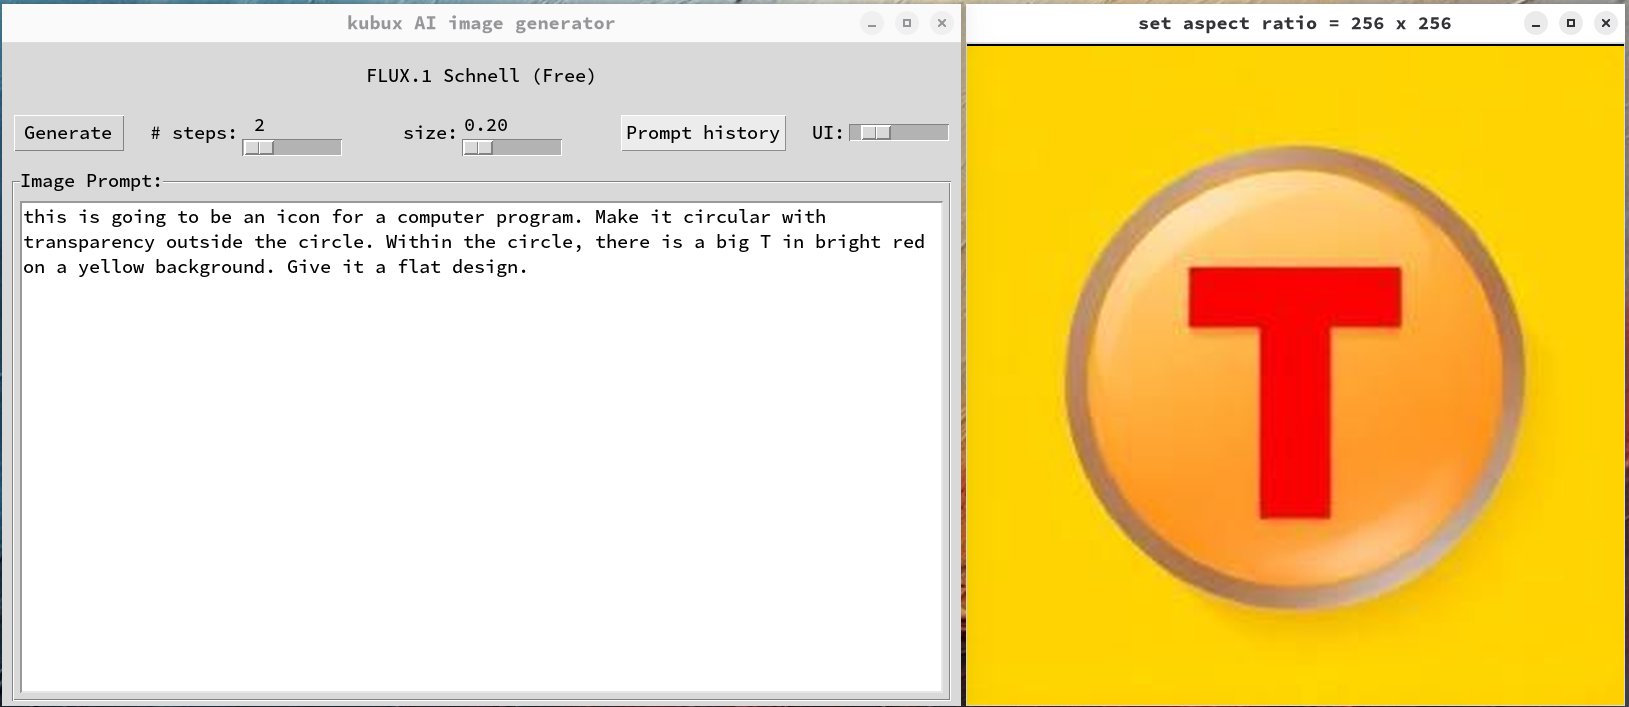 kubux AI image generator
set aspect ratio = 256 x 256
FLUX.1 Schnell (Free)
Generate
# steps:
2
size:
0.20
Prompt history
UI:
Image Prompt:
this is going to be an icon for a computer program. Make it circular with
transparency outside the circle. Within the circle, there is a big T in bright red
on a yellow background. Give it a flat design.
T